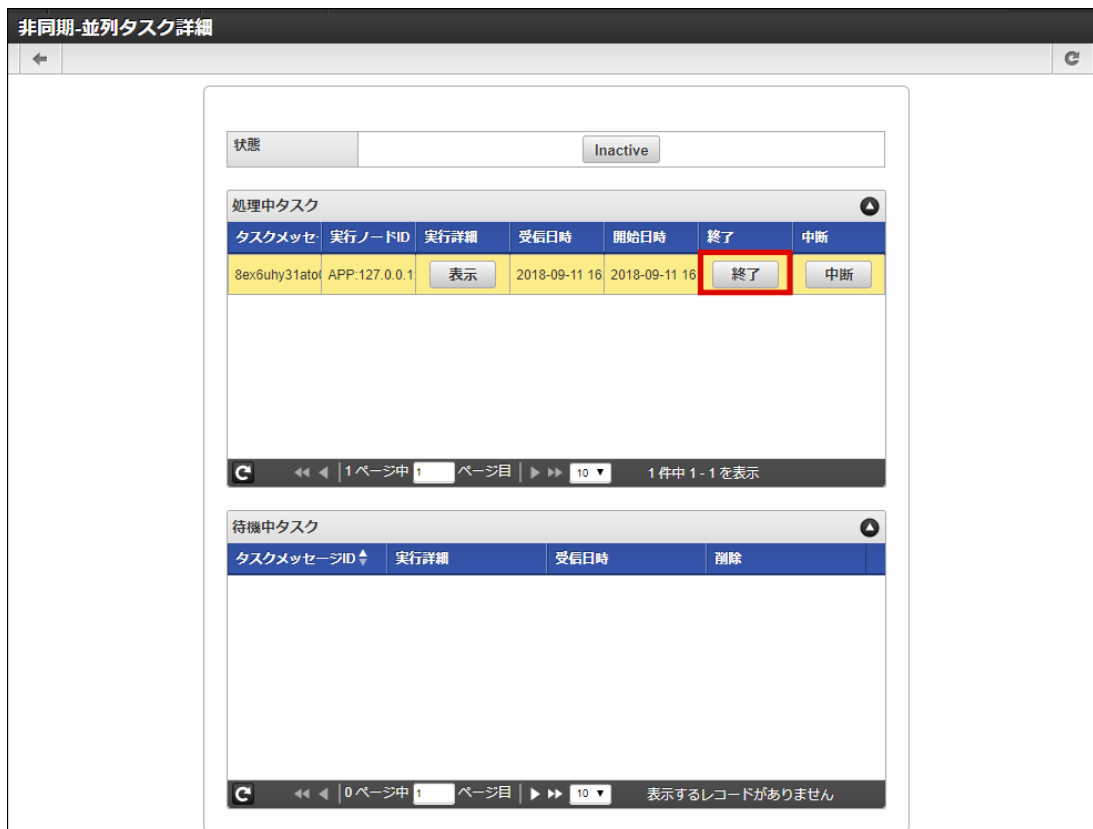 非同期-並列タスク詳細
状態 Inactive
処理中タスク
タスクメッセ- 実行ノードID 実行詳細 受信日時 開始日時 終了 中断
8ex6uhy31ato APP:127.0.0.1: 表示 2018-09-11 16 2018-09-11 16 終了 中断
1 ページ中 1 ページ目 10 1 件中 1 - 1 を表示
待機中タスク
タスクメッセージID 実行詳細 受信日時 削除
0 ページ中 1 ページ目 10 表示するレコードがありません